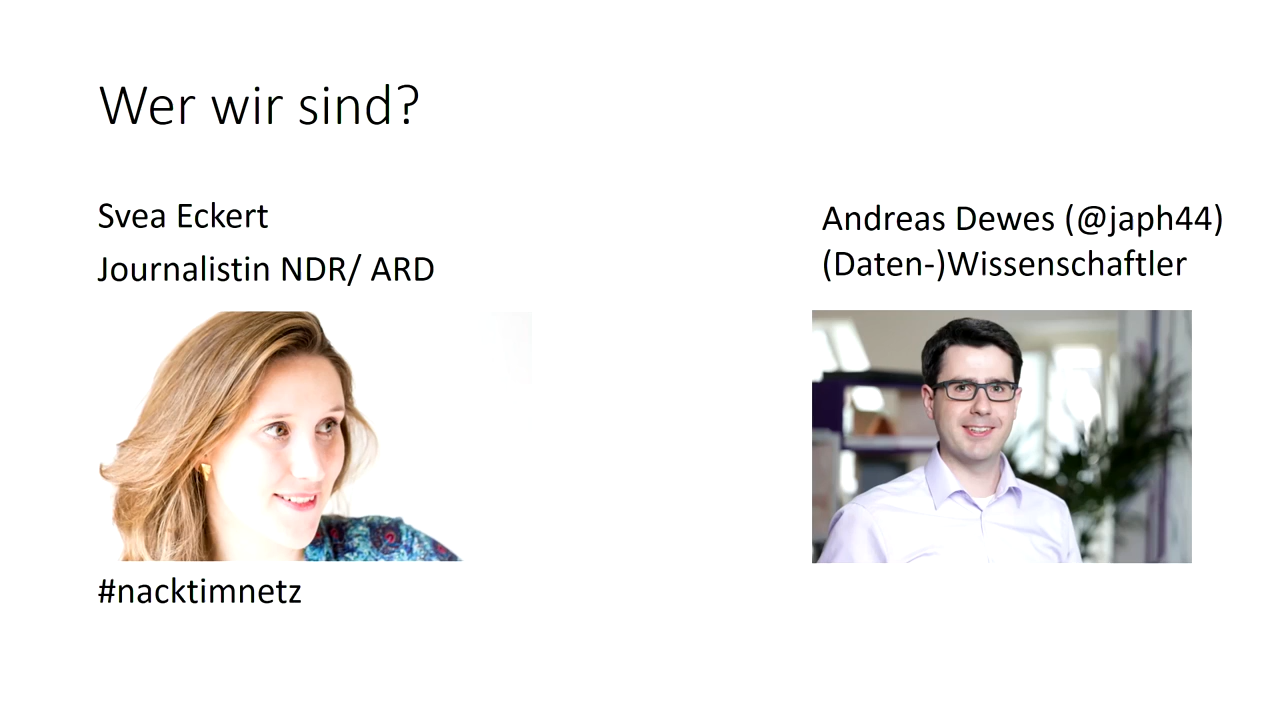 Wer wir sind?
Svea Eckert
Journalistin NDR/ ARD
#nacktimnetz
Andreas Dewes (@japh44)
(Daten-)Wissenschaftler